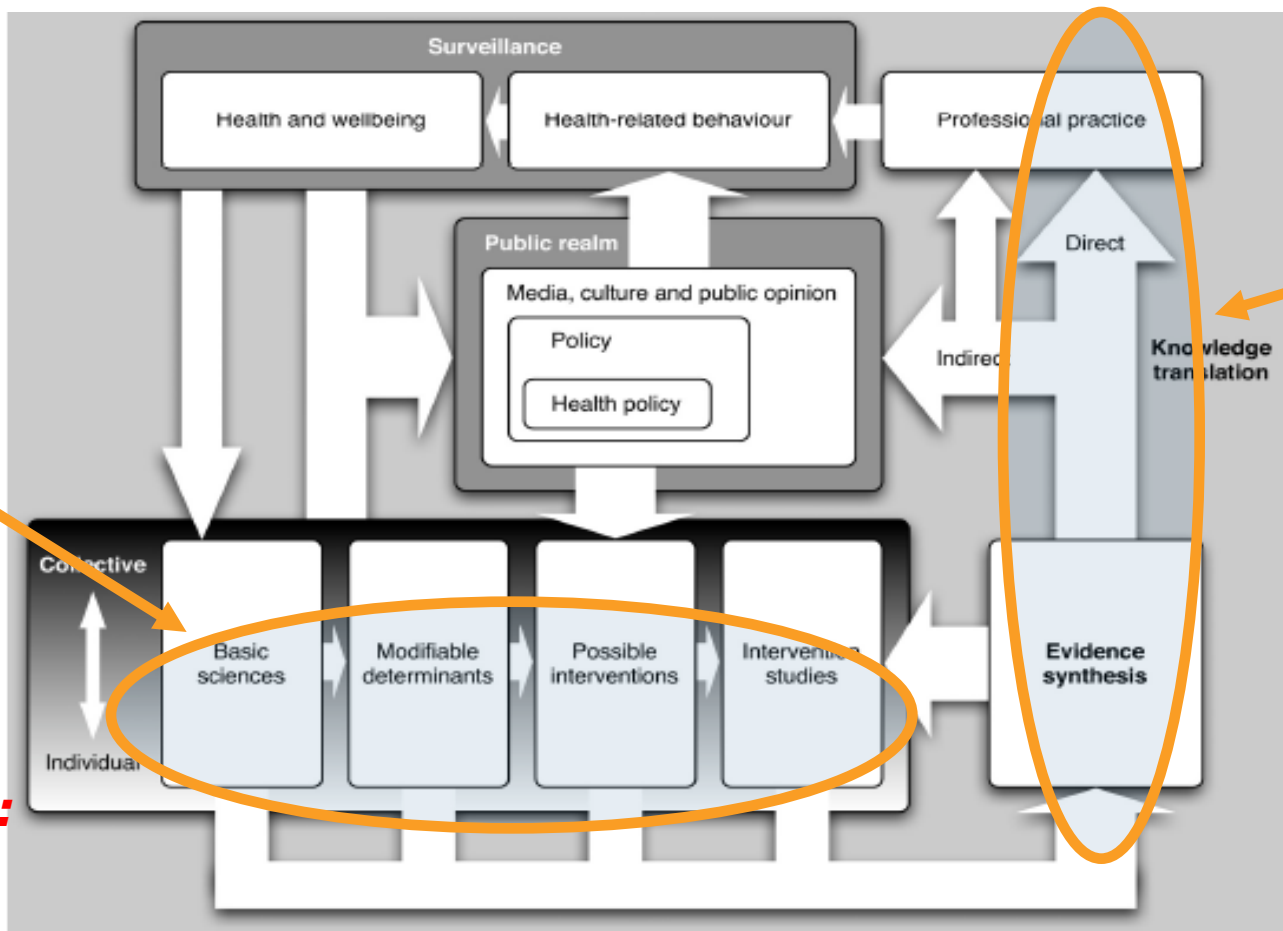 Surveillance
Health and wellbeing
Health-related behaviour
Professional practice
Public realm
Media, culture and public opinion
Policy
Health policy
Direct
Indirect
Knowledge
translation
Collective
Individual
Basic
sciences
Modifiable
determinants
Possible
interventions
Intervention
studies
Evidence
synthesis
: